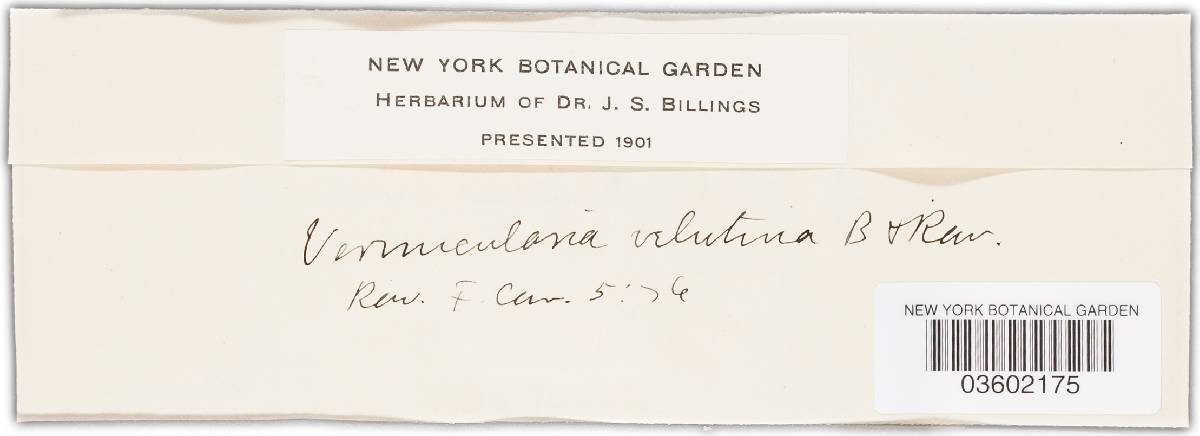 NEW YORK BOTANICAL GARDEN
HERBARIUM OF DR. J. S. BILLINGS
PRESENTED 1901
Vermicularia velutina B & Rav.
Rav. F. Car. 5:76
NEW YORK BOTANICAL GARDEN
03602175